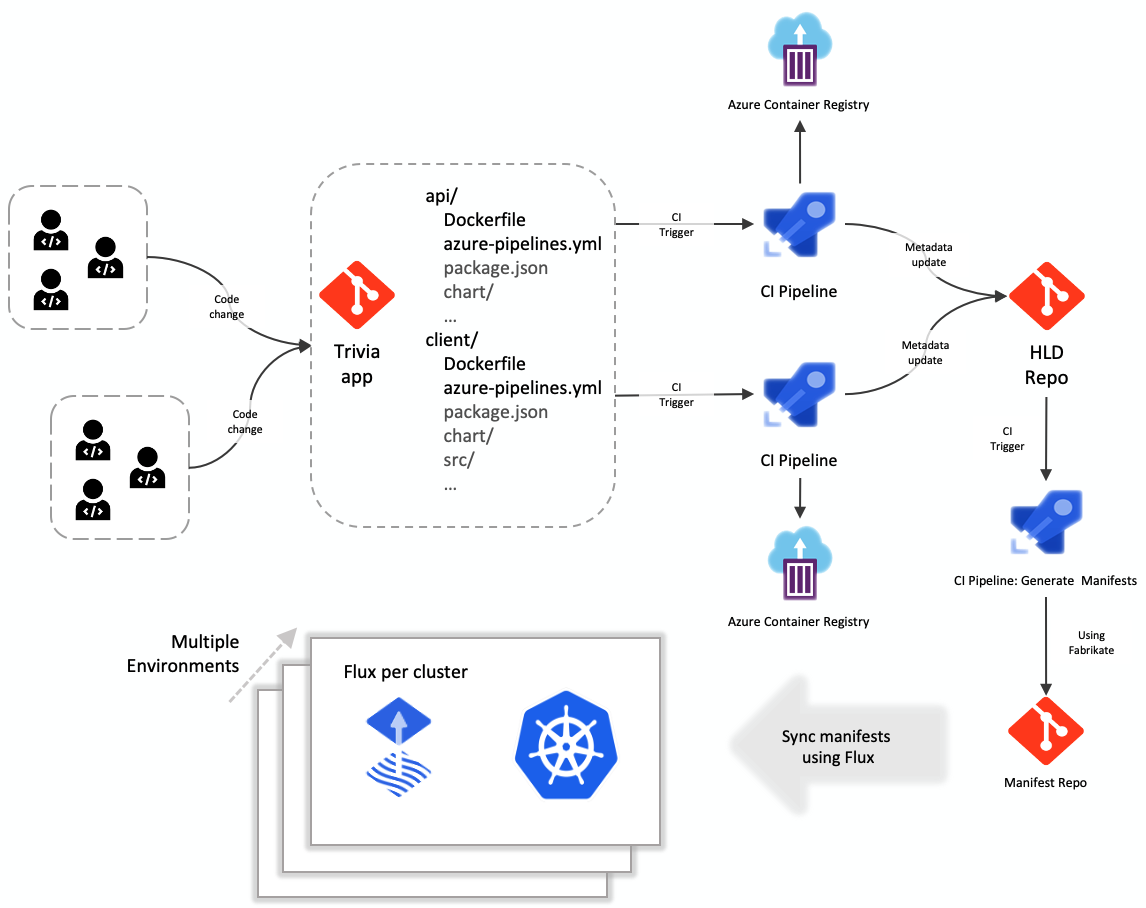 Azure Container Registry
Code
change
Code
change
Trivia
app
api/
Dockerfile
azure-pipelines.yml
package.json
chart/
...
client/
Dockerfile
azure-pipelines.yml
package.json
chart/
src/
...
CI
Trigger
CI
Trigger
CI Pipeline
CI Pipeline
Azure Container Registry
Metadata
update
Metadata
update
HLD
Repo
CI
Trigger
CI Pipeline: Generate Manifests
Using
Fabrikate
Manifest Repo
Sync manifests
using Flux
Multiple
Environments
Flux per cluster